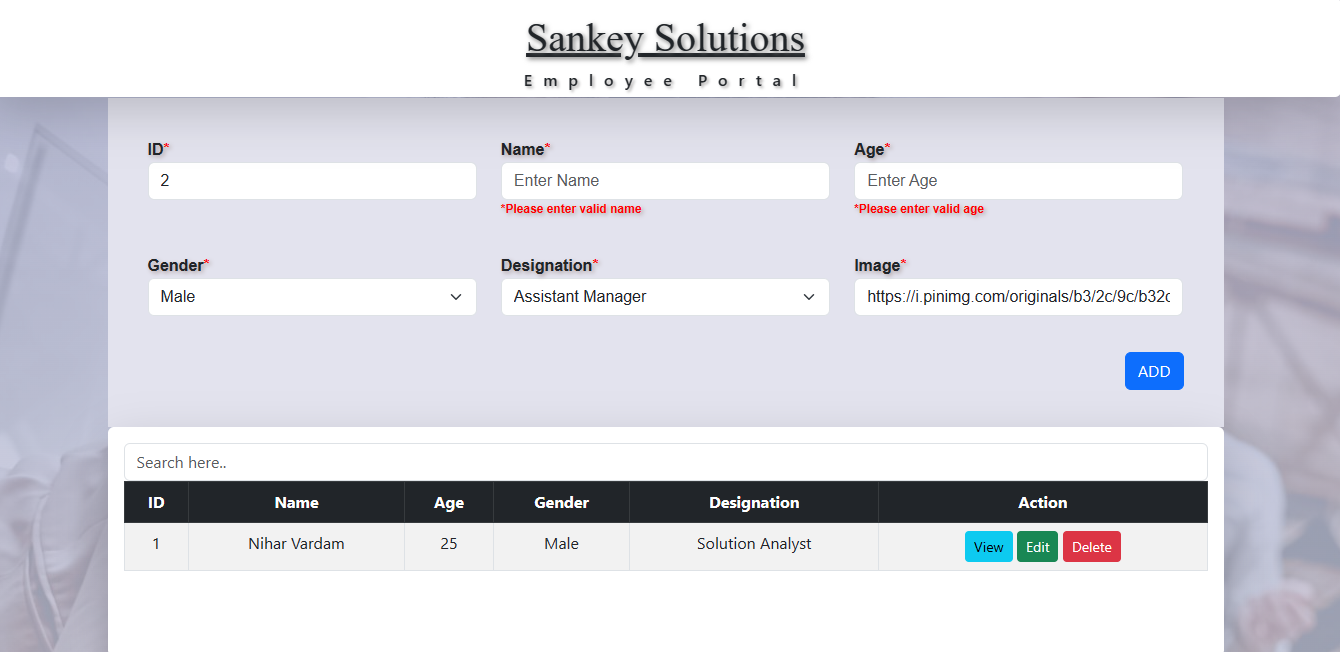 Sankey Solutions
Employee Portal
ID* Name* Age*
2 Enter Name Enter Age
*Please enter valid name *Please enter valid age
Gender* Designation* Image*
Male Assistant Manager https://i.pinimg.com/originals/b3/2c/9c/b32c
ADD
Search here..
ID Name Age Gender Designation Action
1 Nihar Vardam 25 Male Solution Analyst View Edit Delete